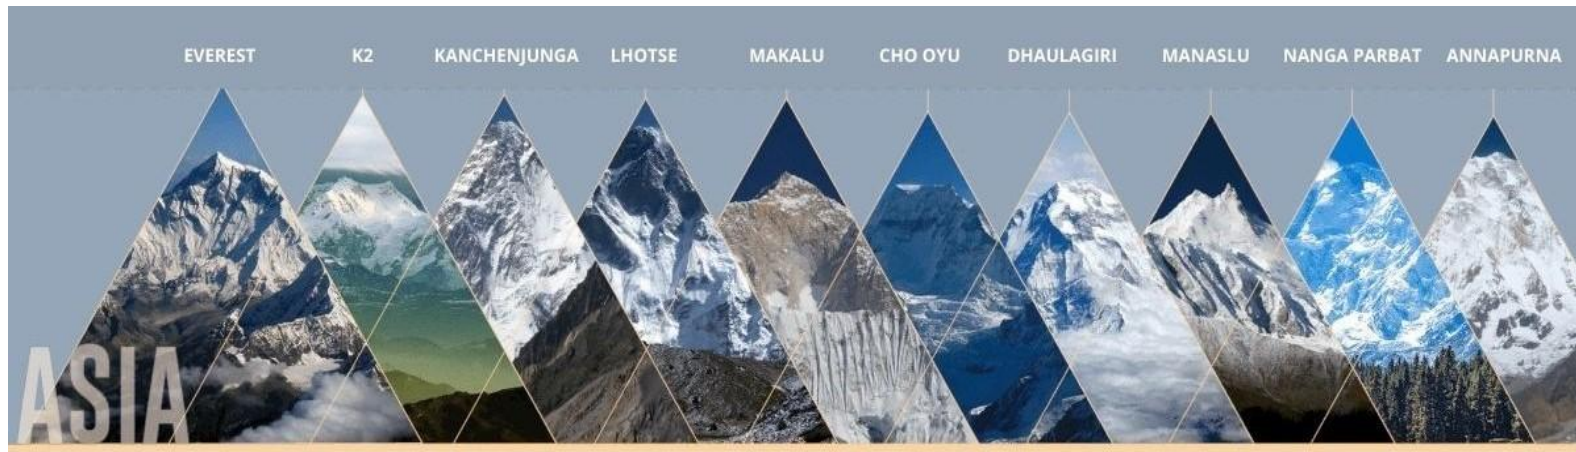 EVEREST K2 KANCHENJUNGA LHOTSE MAKALU CHO OYU DHAULAGIRI MANASLU NANGA PARBAT ANNAPURNA
ASIA